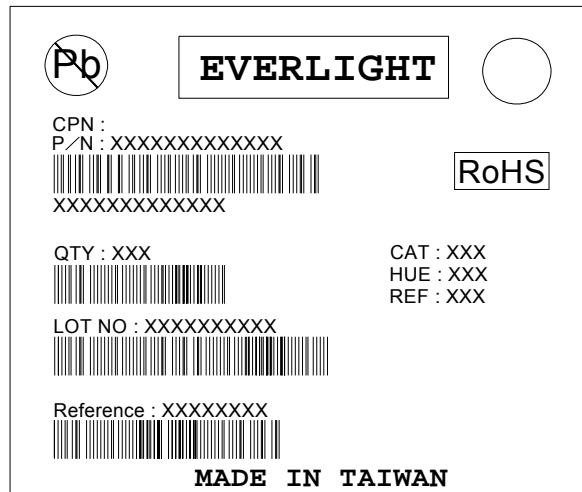 Pb
EVERLIGHT
CPN :
P/N : XXXXXXXXXXXXX
RoHS
XXXXXXXXXXXXX
QTY : XXX
CAT : XXX
HUE : XXX
REF : XXX
LOT NO : XXXXXXXXXX
Reference : XXXXXXXX
MADE IN TAIWAN